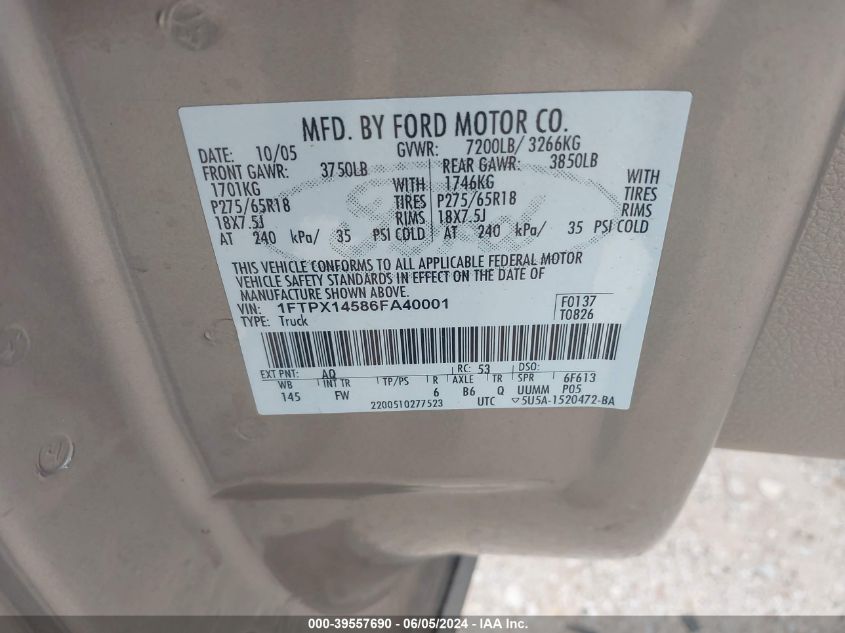 MFD. BY FORD MOTOR CO.
DATE: 10/05 GVWR: 7200LB/ 3266KG
FRONT GAWR: 3750LB REAR GAWR: 3850LB
1701KG WITH 1746KG WITH
P275/65R18 TIRES P275/65R18 TIRES
18X7.5J RIMS 18X7.5J RIMS
AT 240 kPa/ 35 PSI COLD AT 240 kPa/ 35 PSI COLD
Ford
THIS VEHICLE CONFORMS TO ALL APPLICABLE FEDERAL MOTOR
VEHICLE SAFETY STANDARDS IN EFFECT ON THE DATE OF
MANUFACTURE SHOWN ABOVE.
VIN: 1FTPX14586FA40001 F0137
TYPE: Truck T0826
EXT PNT: AQ RC: 53 DSO:
WB INT TR TP/PS R AXLE TR SPR 6F613
145 FW 6 B6 Q UUMM P05
2200510277523 UTC ▽5U5A-1520472-BA
000-39557690 - 06/05/2024 - IAA Inc.